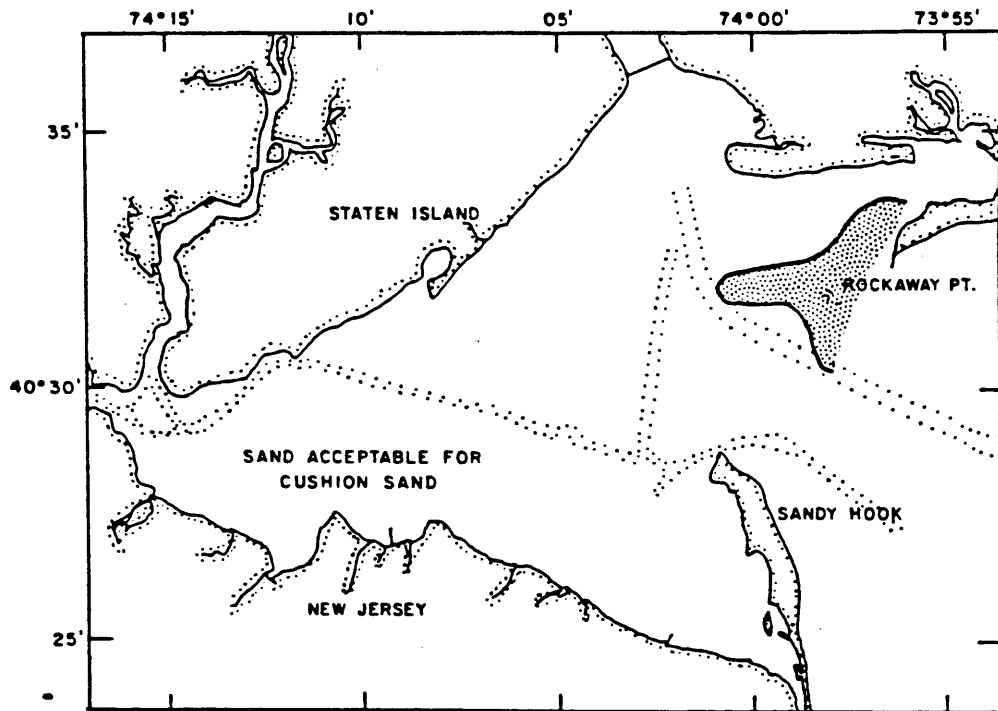 74°15' 10' 05' 74°00' 73°55'
35'
STATEN ISLAND
ROCKAWAY PT.
40°30'
SAND ACCEPTABLE FOR
CUSHION SAND
SANDY HOOK
NEW JERSEY
25'